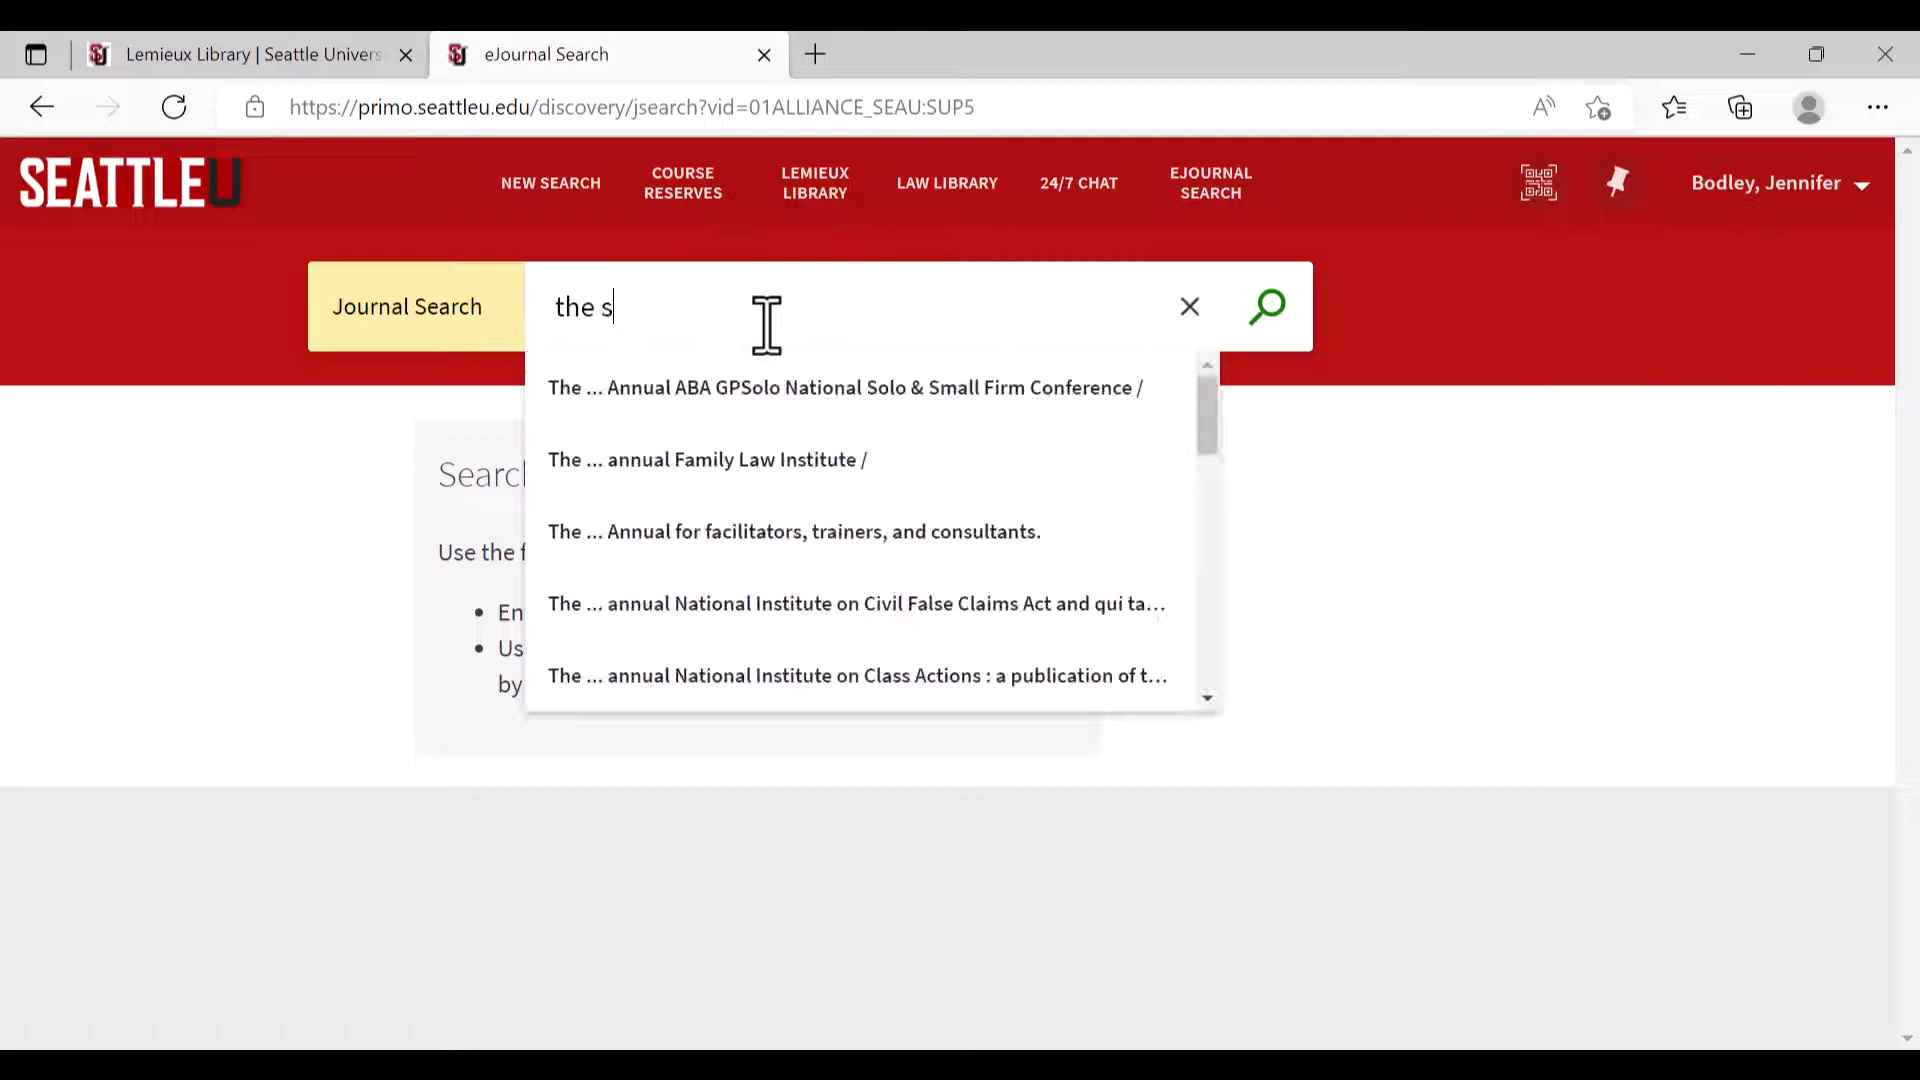 Lemieux Library | Seattle Univers
eJournal Search
https://primo.seattleu.edu/discovery/jsearch?vid=01ALLIANCE_SEAU:SUP5
SEATTLEU
NEW SEARCH
COURSE
RESERVES
LEMIEUX
LIBRARY
LAW LIBRARY
24/7 CHAT
EJOURNAL
SEARCH
Bodley, Jennifer
Journal Search
the s
The ... Annual ABA GPSolo National Solo & Small Firm Conference /
The ... annual Family Law Institute /
The ... Annual for facilitators, trainers, and consultants.
The ... annual National Institute on Civil False Claims Act and qui ta...
The ... annual National Institute on Class Actions : a publication of t...
Search
Use the f
En
Us
by